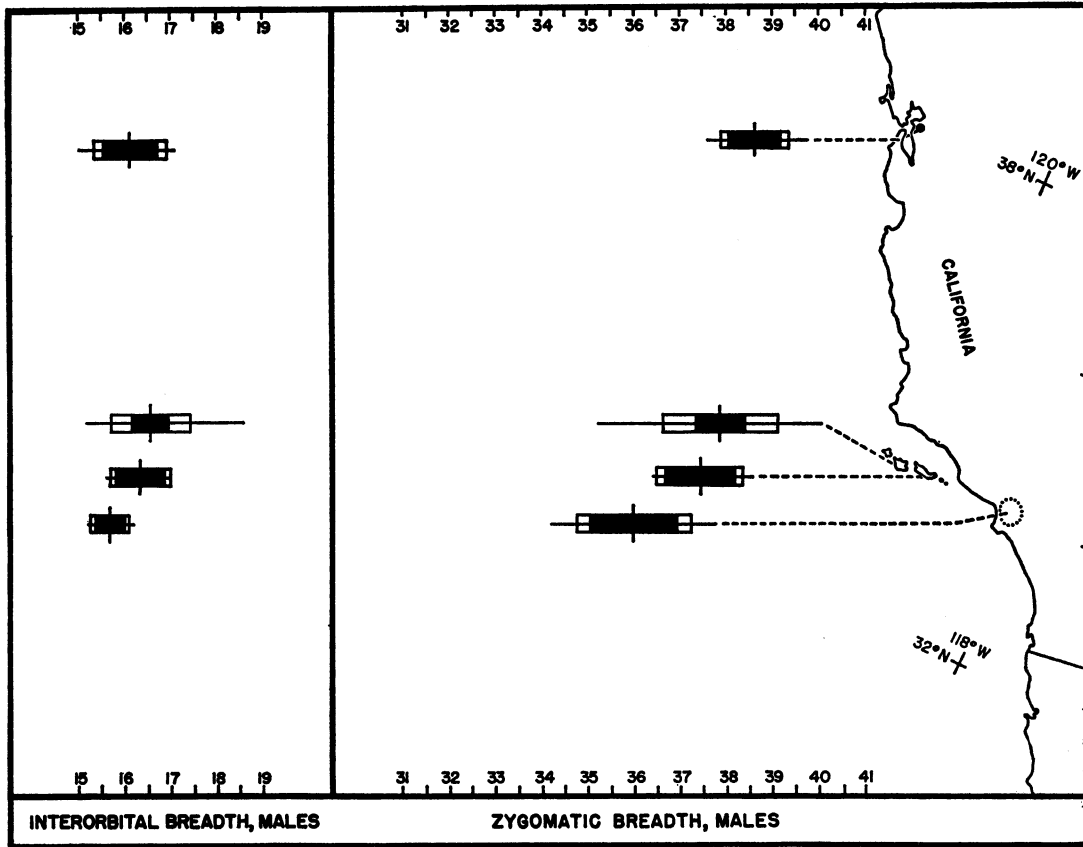 15 16 17 18 19
31 32 33 34 35 36 37 38 39 40 41
120°W
38°N
CALIFORNIA
118°W
32°N
15 16 17 18 19
31 32 33 34 35 36 37 38 39 40 41
INTERORBITAL BREADTH, MALES
ZYGOMATIC BREADTH, MALES